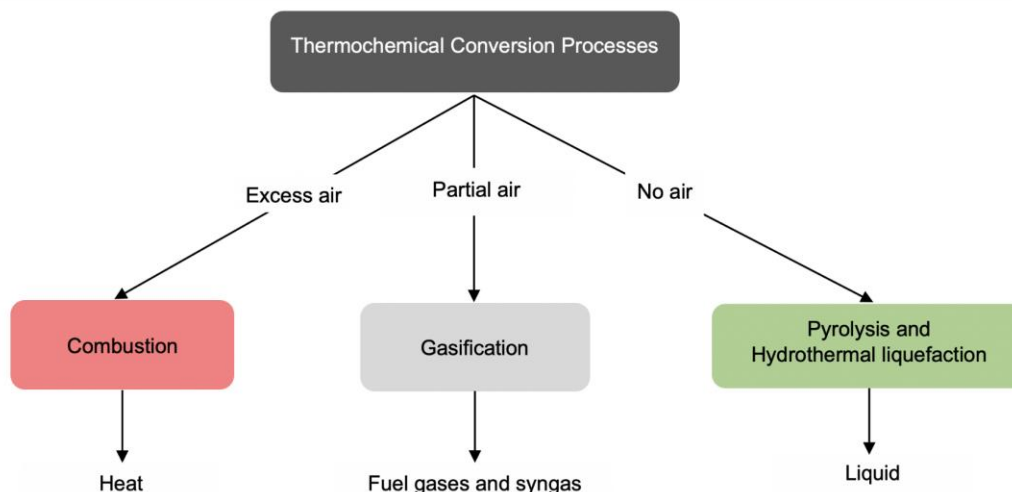 Thermochemical Conversion Processes
Excess air
Partial air
No air
Combustion
Gasification
Pyrolysis and
Hydrothermal liquefaction
Heat
Fuel gases and syngas
Liquid